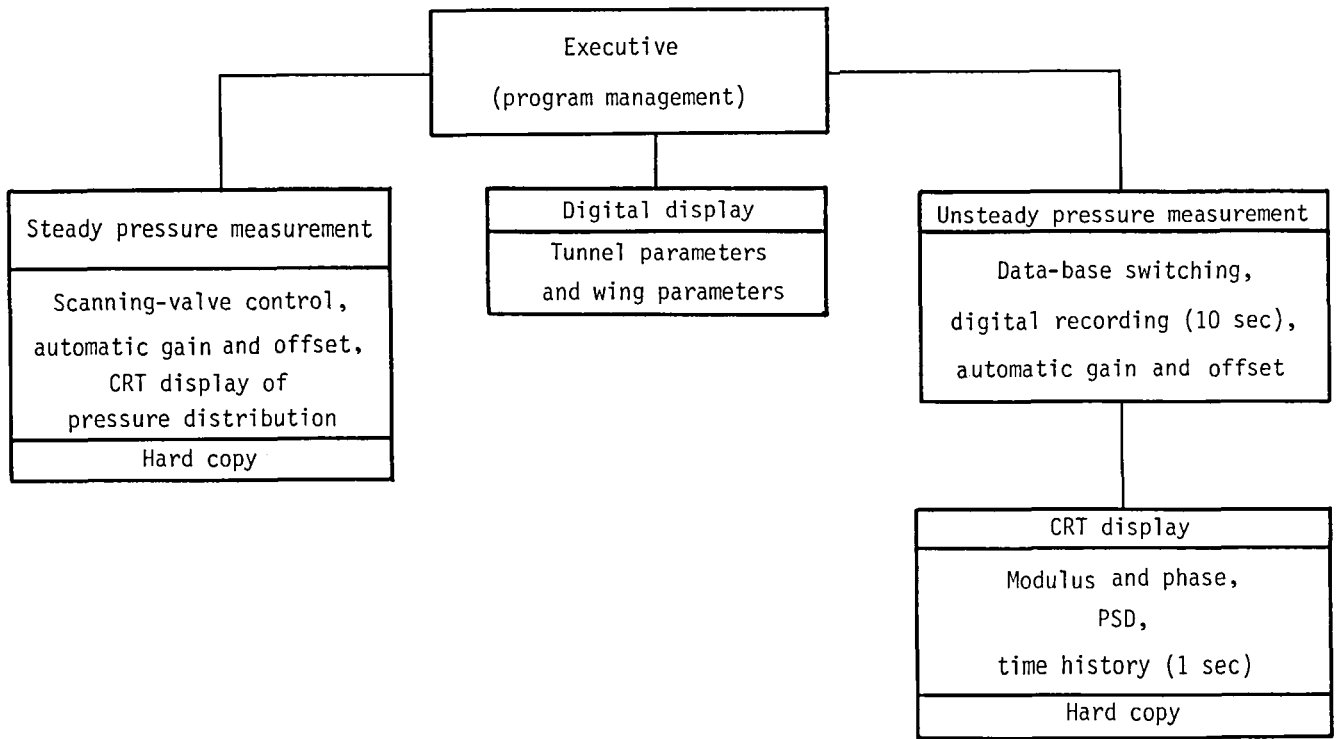 Executive
(program management)
Steady pressure measurement
Scanning-valve control,
automatic gain and offset,
CRT display of
pressure distribution
Hard copy
Digital display
Tunnel parameters
and wing parameters
Unsteady pressure measurement
Data-base switching,
digital recording (10 sec),
automatic gain and offset
CRT display
Modulus and phase,
PSD,
time history (1 sec)
Hard copy